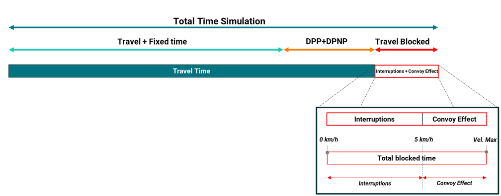 Total Time Simulation
Travel + Fixed time DPP+DPNP Travel Blocked
Travel Time Interruptions + Convoy Effect
Interruptions Convoy Effect
0 km/h 5 km/h Vel. Max
Total blocked time
Interruptions Convoy Effect